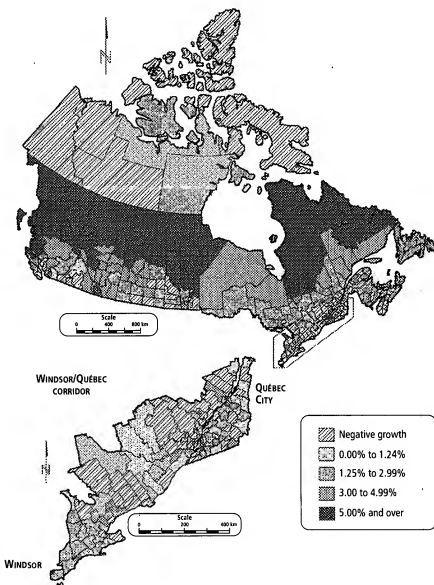 Scale
0 400 800 km
WINDSOR/QUÉBEC
CORRIDOR
QUÉBEC
CITY
Negative growth
0.00% to 1.24%
1.25% to 2.99%
3.00 to 4.99%
5.00% and over
Scale
0 200 400 km
WINDSOR